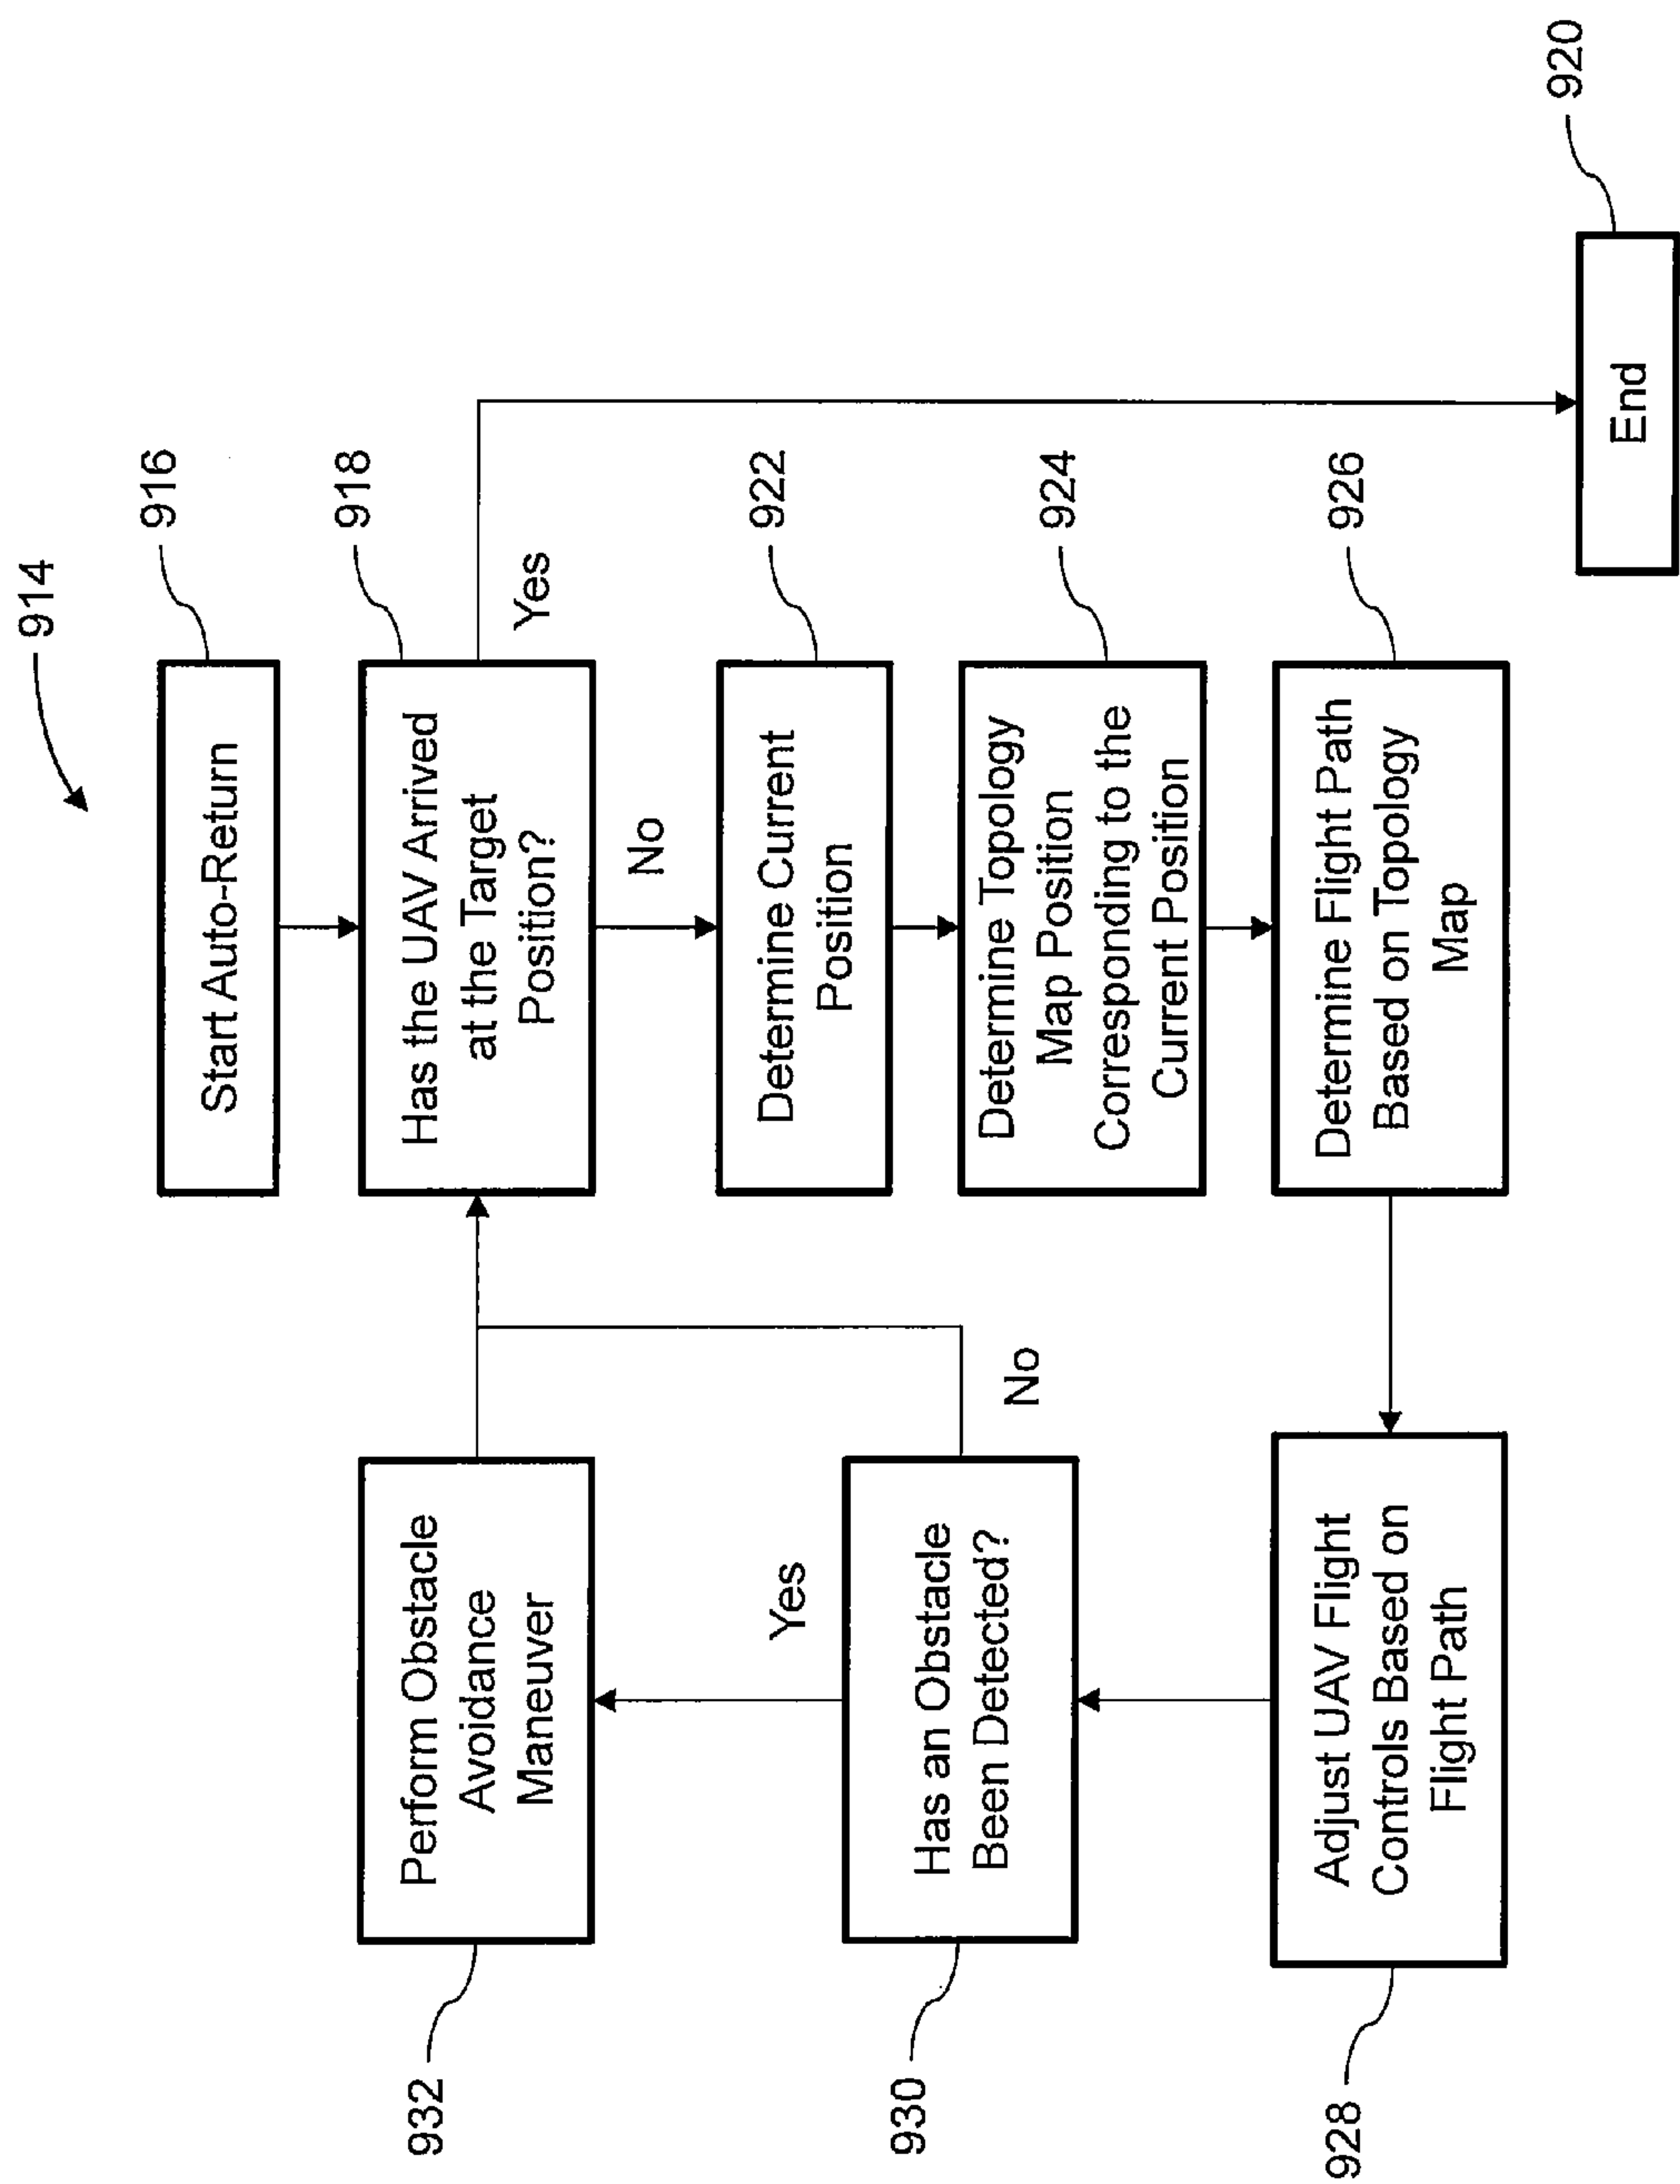 914
Start Auto-Return
916
Has the UAV Arrived
at the Target
Position?
918
Yes
No
Determine Current
Position
922
Determine Topology
Map Position
Corresponding to the
Current Position
924
Determine Flight Path
Based on Topology
Map
926
End
920
Adjust UAV Flight
Controls Based on
Flight Path
928
Has an Obstacle
Been Detected?
930
Yes
No
Perform Obstacle
Avoidance
Maneuver
932